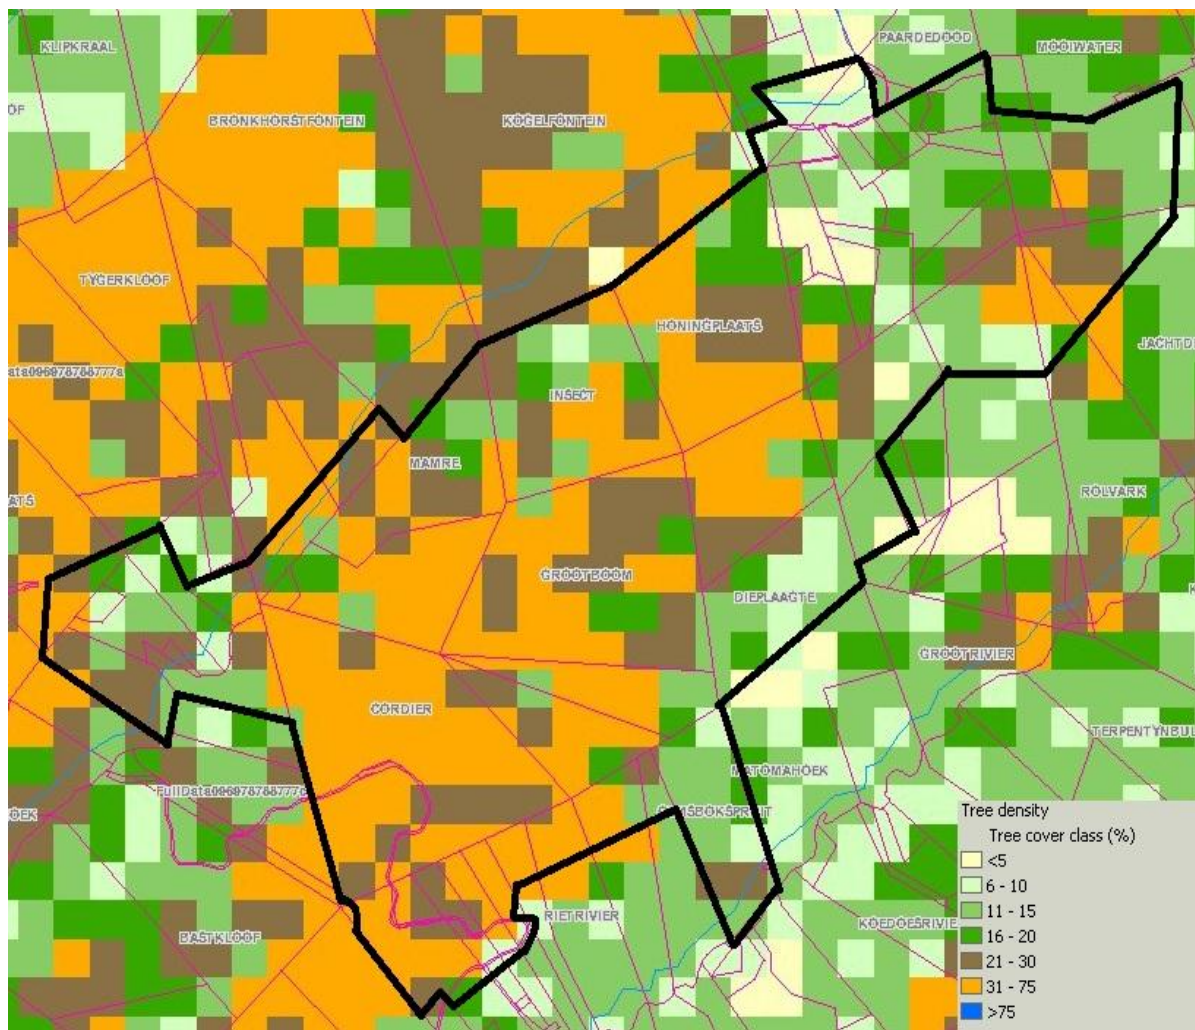 PAARDEDOOD
KLIPKRAAL
MOOIWATER
OF
BRONKHORSTFONTEIN
KOGELFONTEIN
TYGERKLOOF
HONINGPLAATS
JACHTD
ata096978788777a
INSECT
MAMRE
ROLVARK
ATS
GROOTBOOM
DIEPLAAGTE
K
GROOTRIVIER
CORDIER
TERPENTYNBUL
MATOMAHOEK
FullData096978788777c
OEK
Tree density
Tree cover class (%)
<5
6 - 10
11 - 15
16 - 20
21 - 30
31 - 75
>75
RIETRIVIER
KOEDOESRIVIE
BASTKLOOF